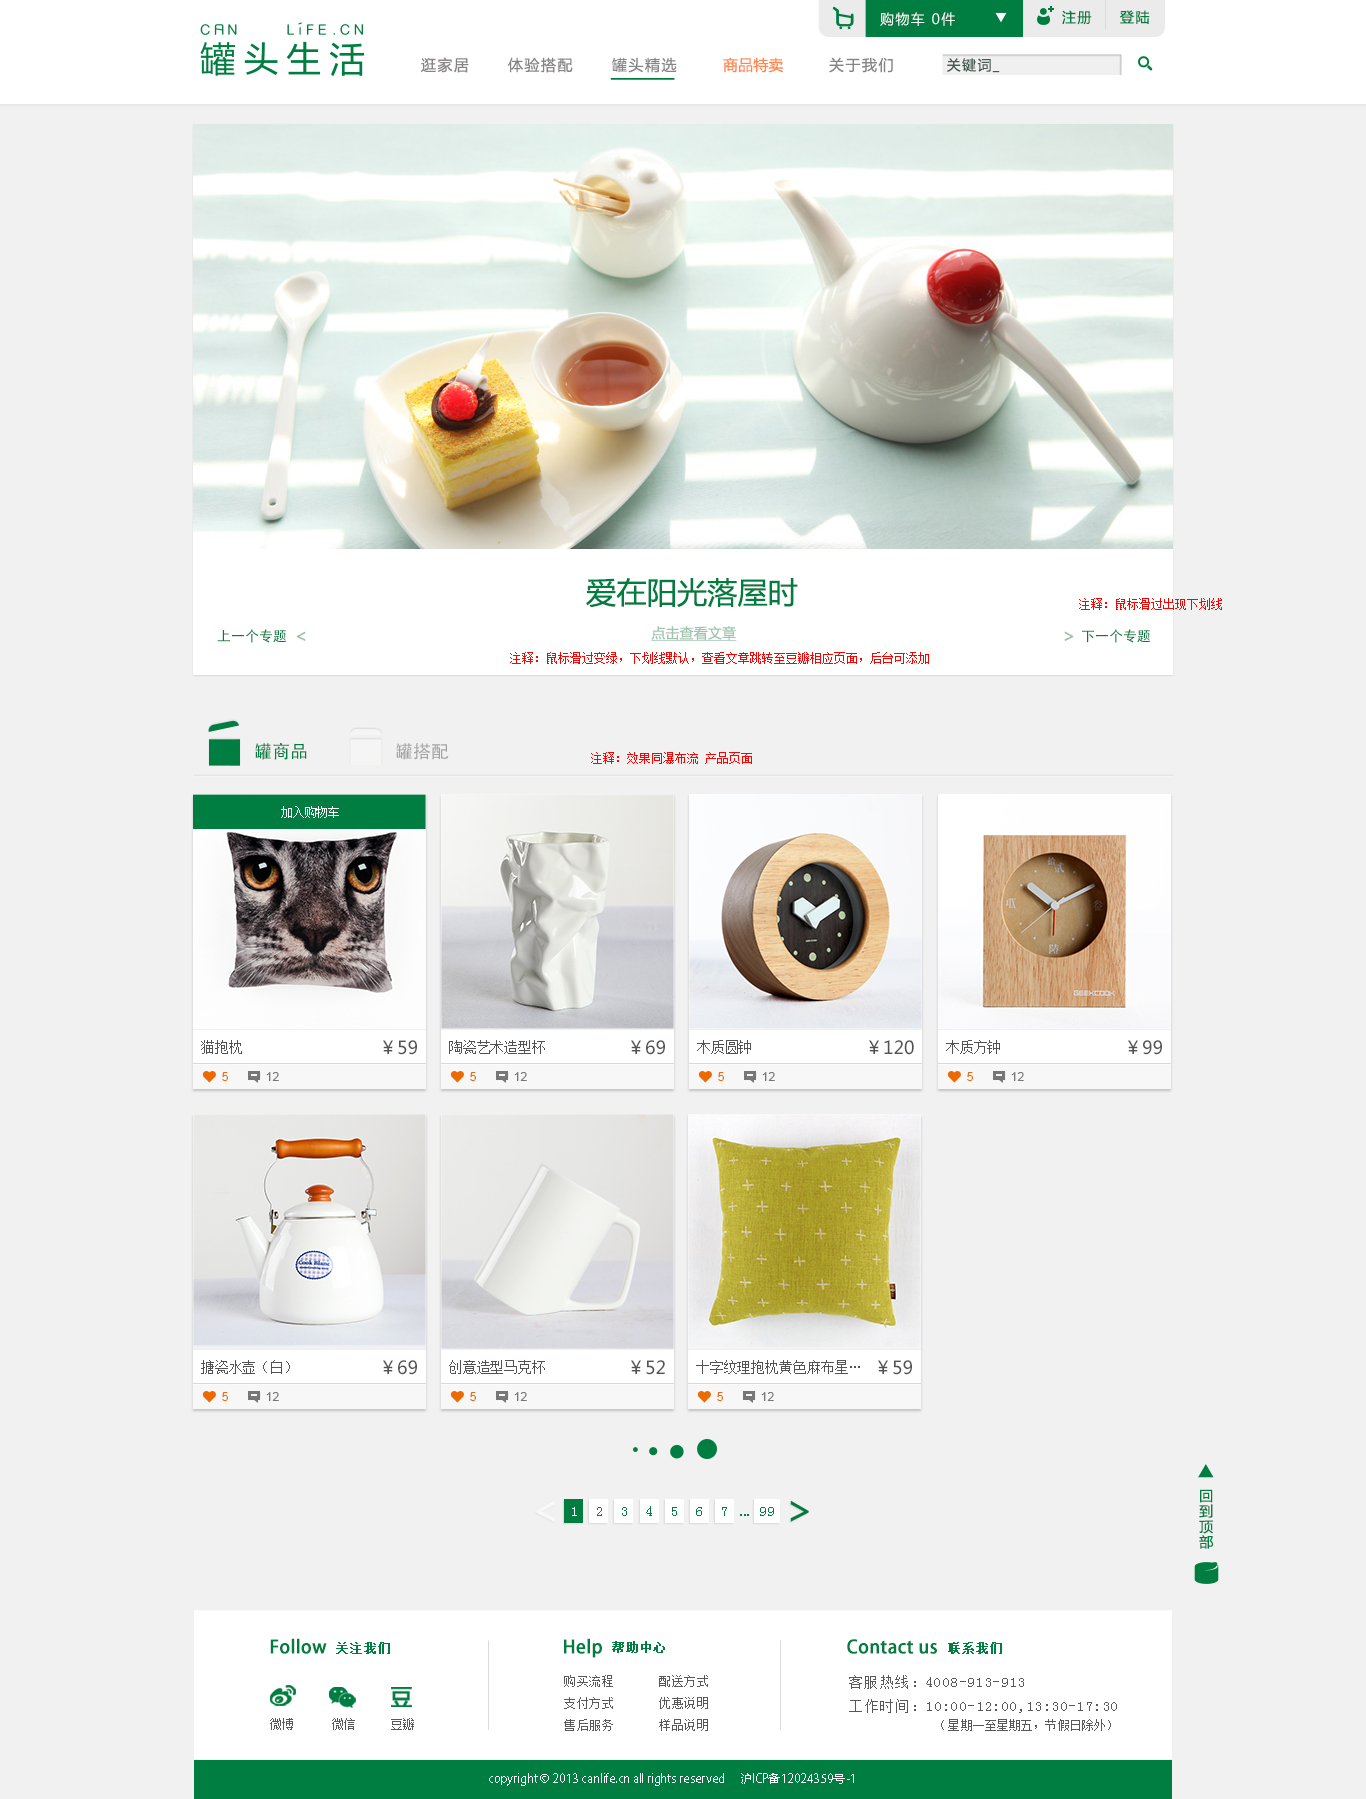 CAN LiFE.CN
罐头生活
购物车 0件
注册
登陆
逛家居
体验搭配
罐头精选
商品特卖
关于我们
关键词_
爱在阳光落屋时
注释：鼠标滑过出现下划线
上一个专题 <
点击查看文章
> 下一个专题
注释：鼠标滑过变绿，下划线默认，查看文章跳转至豆瓣相应页面，后台可添加
罐商品
罐搭配
注释：效果同瀑布流 产品页面
加入购物车
GEEKCOOK
猫抱枕 ¥ 59
5 12
陶瓷艺术造型杯 ¥ 69
5 12
木质圆钟 ¥ 120
5 12
木质方钟 ¥ 99
5 12
Cook Blanc
搪瓷水壶（白） ¥ 69
5 12
创意造型马克杯 ¥ 52
5 12
十字纹理抱枕黄色麻布星… ¥ 59
5 12
< 1 2 3 4 5 6 7 ... 99 >
回到顶部
Follow 关注我们
微博
微信
豆瓣
Help 帮助中心
购买流程 配送方式
支付方式 优惠说明
售后服务 样品说明
Contact us 联系我们
客服热线：4008-913-913
工作时间：10:00-12:00,13:30-17:30
（星期一至星期五，节假日除外）
copyright© 2013 canlife.cn all rights reserved 沪ICP备12024359号-1